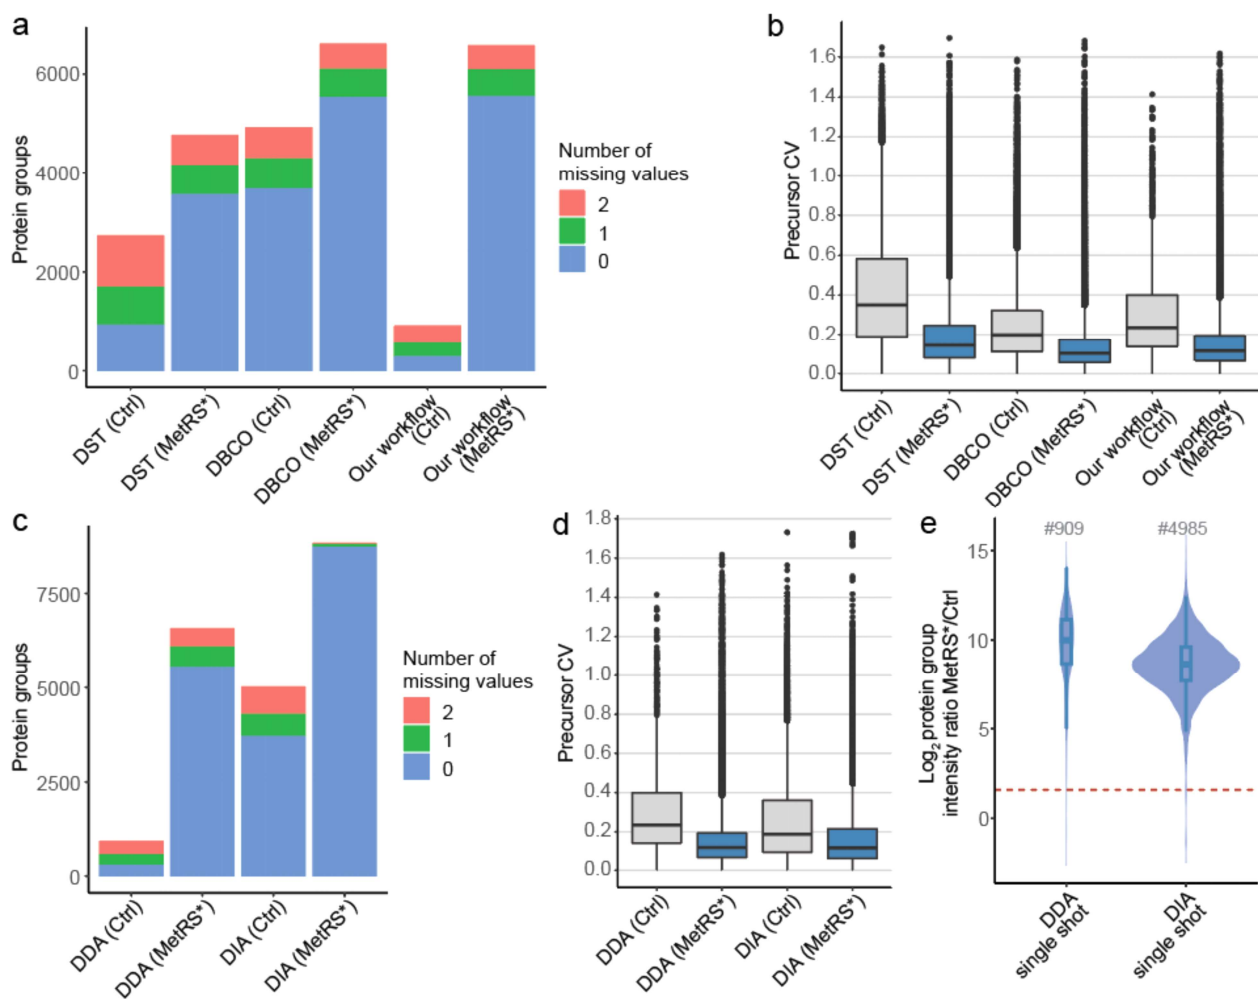 a
Protein groups
6000
4000
2000
0
DST (Ctrl)
DST (MetRS*)
DBCO (Ctrl)
DBCO (MetRS*)
Our workflow
(Ctrl)
Our workflow
(MetRS*)
Number of
missing values
2
1
0
b
Precursor CV
1.6
1.4
1.2
1.0
0.8
0.6
0.4
0.2
0.0
DST (Ctrl)
DST (MetRS*)
DBCO (Ctrl)
DBCO (MetRS*)
Our workflow
(Ctrl)
Our workflow
(MetRS*)
c
Protein groups
7500
5000
2500
0
DDA (Ctrl)
DDA (MetRS*)
DIA (Ctrl)
DIA (MetRS*)
Number of
missing values
2
1
0
d
Precursor CV
1.8
1.6
1.4
1.2
1.0
0.8
0.6
0.4
0.2
0.0
DDA (Ctrl)
DDA (MetRS*)
DIA (Ctrl)
DIA (MetRS*)
e
Log₂ protein group
intensity ratio MetRS*/Ctrl
#909
#4985
15
10
5
0
DDA
single shot
DIA
single shot